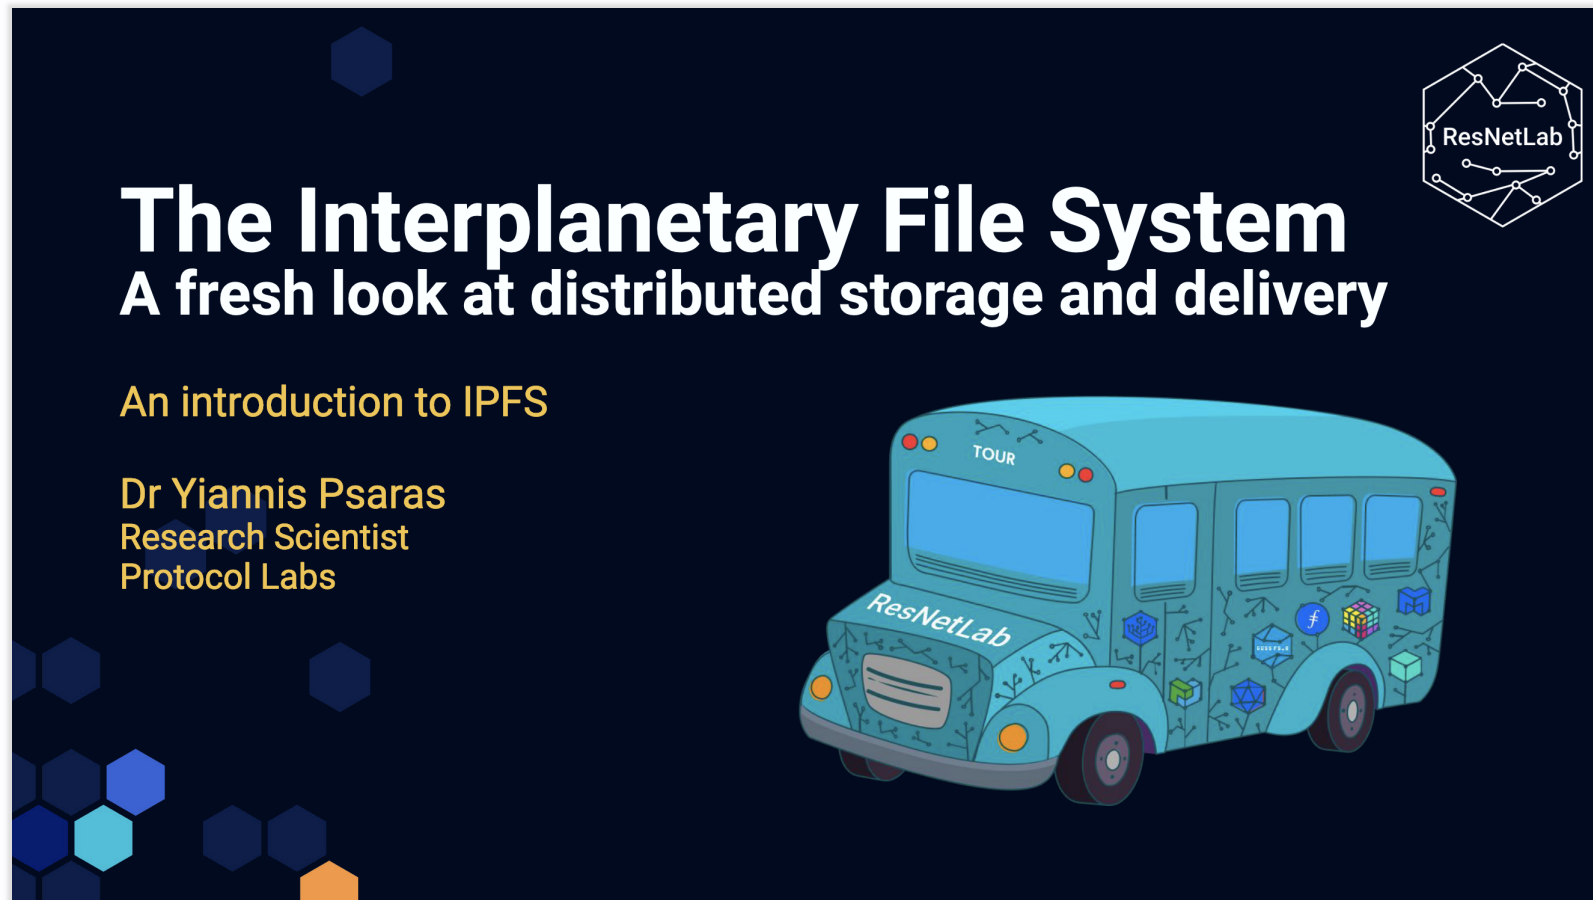 ResNetLab
The Interplanetary File System
A fresh look at distributed storage and delivery
An introduction to IPFS
Dr Yiannis Psaras
Research Scientist
Protocol Labs
TOUR
ResNetLab